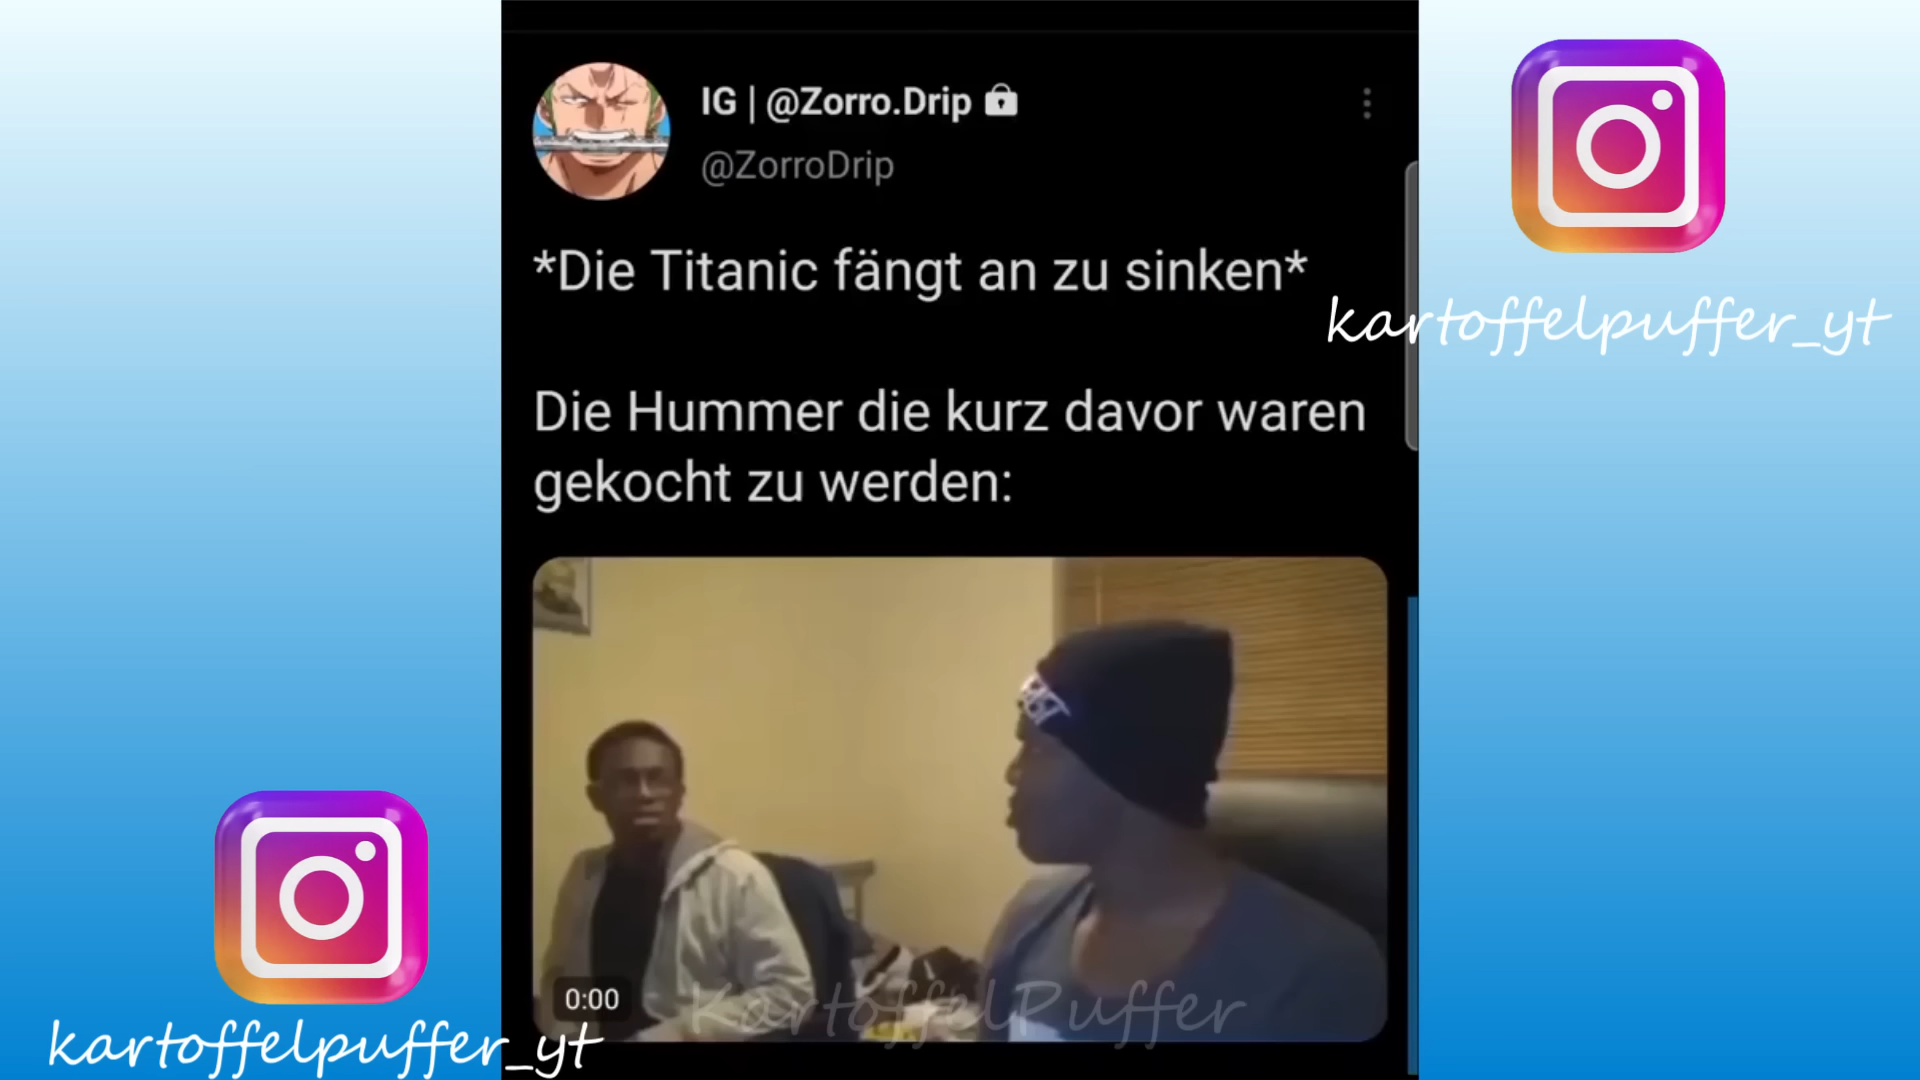 IG | @Zorro.Drip
@ZorroDrip
*Die Titanic fängt an zu sinken*
kartoffelpuffer_yt
Die Hummer die kurz davor waren
gekocht zu werden:
0:00
KartoffelPuffer
kartoffelpuffer_yt